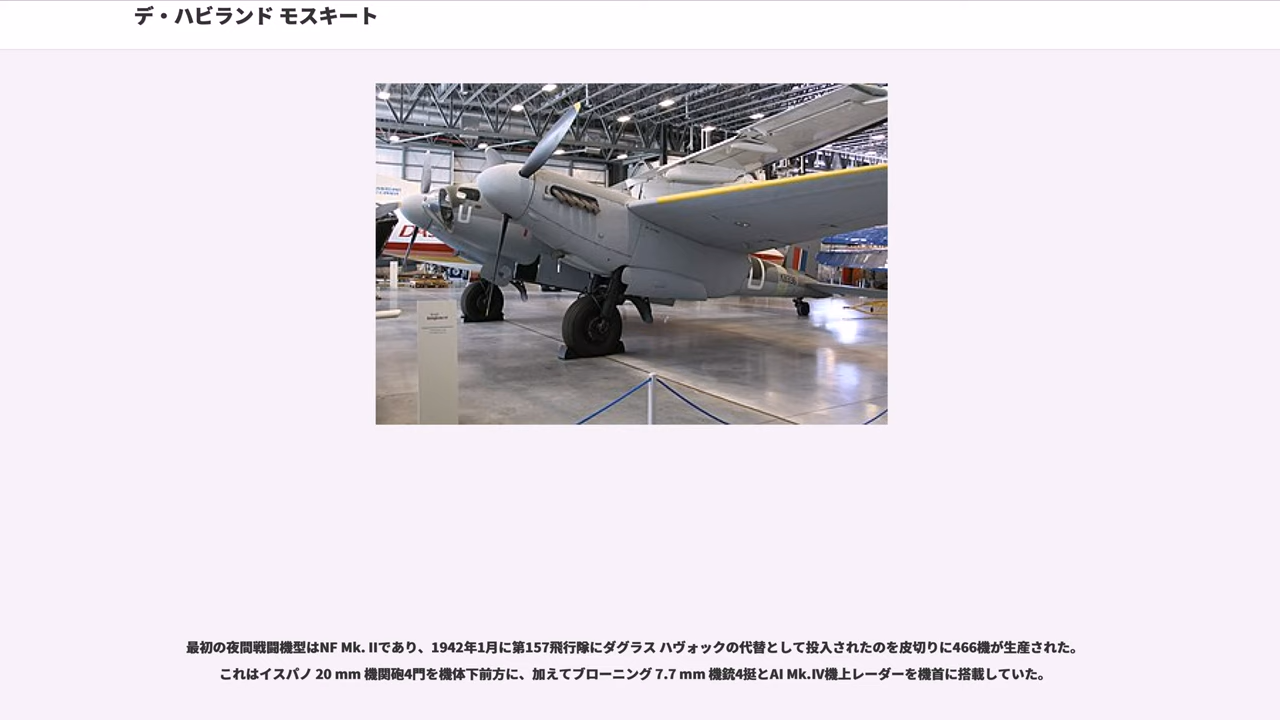 デ・ハビランド モスキート
最初の夜間戦闘機型はNF Mk. IIであり、1942年1月に第157飛行隊にダグラス ハヴォックの代替として投入されたのを皮切りに466機が生産された。
これはイスパノ 20 mm 機関砲4門を機体下前方に、加えてブローニング 7.7 mm 機銃4挺とAI Mk.IV機上レーダーを機首に搭載していた。